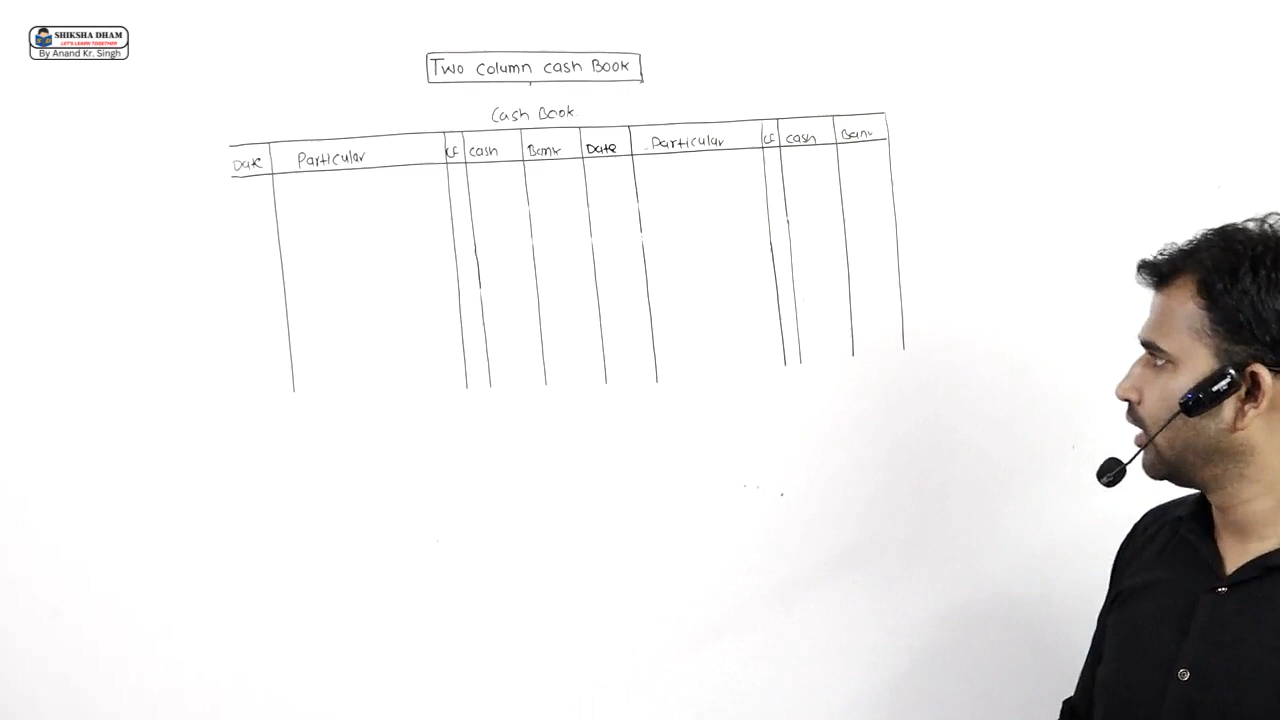 SHIKSHA DHAM
LET'S LEARN TOGETHER
By Anand Kr. Singh
Two column cash Book
Cash Book
Date Particular LF cash Bank Date Particular LF cash Bank